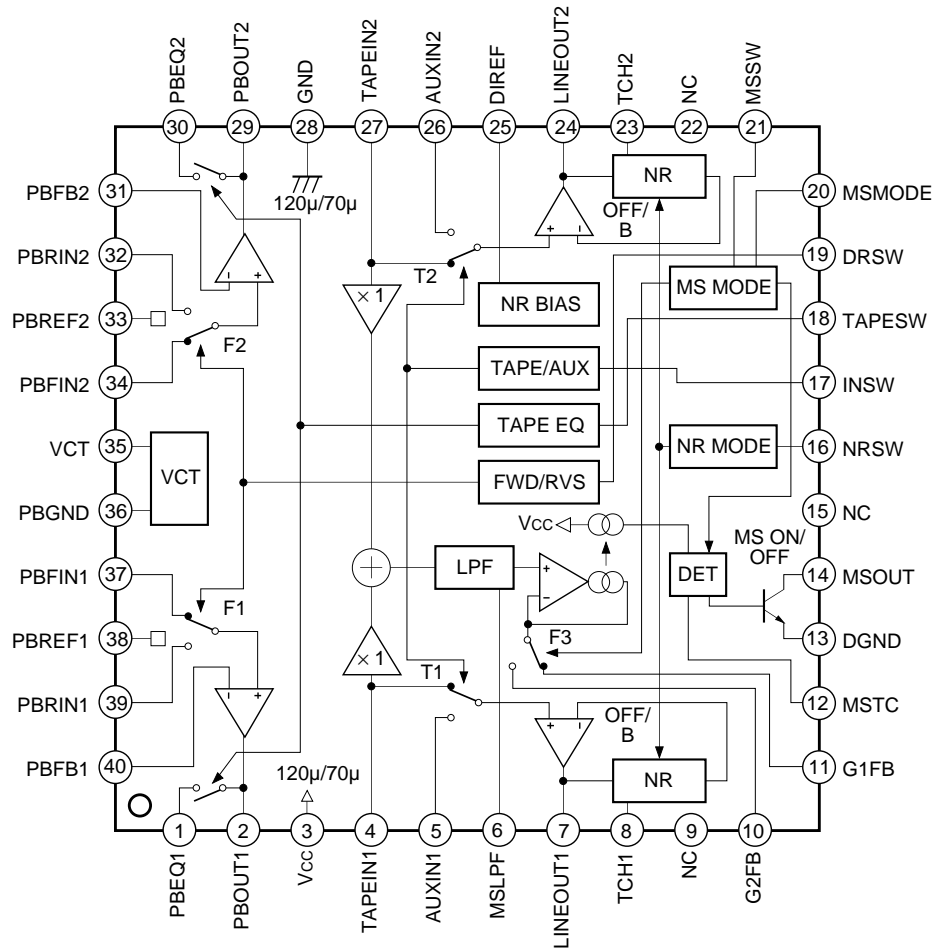 PBEQ2
PBOUT2
GND
TAPEIN2
AUXIN2
DIREF
LINEOUT2
TCH2
NC
MSSW
30
29
28
27
26
25
24
23
22
21
PBFB2
31
120μ/70μ
NR
OFF/
B
20
MSMODE
PBRIN2
32
+
-
-
+
T2
× 1
NR BIAS
MS MODE
19
DRSW
PBREF2
33
F2
18
TAPESW
PBFIN2
34
TAPE/AUX
17
INSW
VCT
35
VCT
TAPE EQ
NR MODE
16
NRSW
PBGND
36
FWD/RVS
15
NC
Vcc
MS ON/
OFF
PBFIN1
37
+
LPF
+
-
DET
14
MSOUT
PBREF1
38
F1
F3
13
DGND
PBRIN1
39
× 1
T1
12
MSTC
-
+
+
-
OFF/
B
PBFB1
40
120μ/70μ
NR
11
G1FB
1
2
3
4
5
6
7
8
9
10
PBEQ1
PBOUT1
Vcc
TAPEIN1
AUXIN1
MSLPF
LINEOUT1
TCH1
NC
G2FB